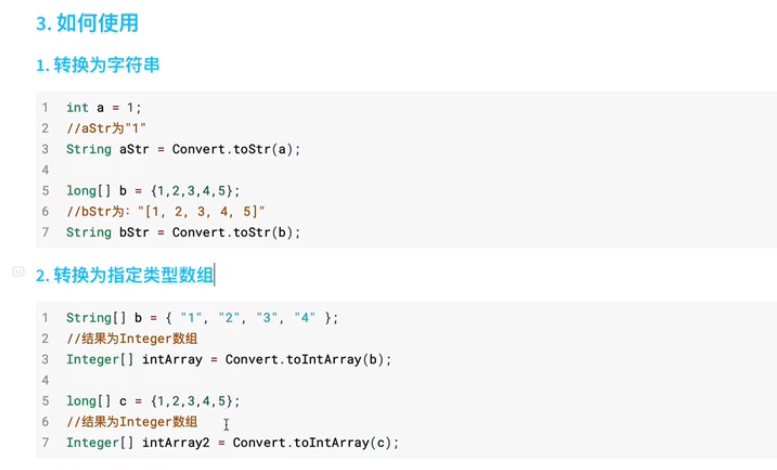 3. 如何使用
1. 转换为字符串
1 int a = 1;
2 //aStr为"1"
3 String aStr = Convert.toStr(a);
4
5 long[] b = {1,2,3,4,5};
6 //bStr为："[1, 2, 3, 4, 5]"
7 String bStr = Convert.toStr(b);
2. 转换为指定类型数组
1 String[] b = { "1", "2", "3", "4" };
2 //结果为Integer数组
3 Integer[] intArray = Convert.toIntArray(b);
4
5 long[] c = {1,2,3,4,5};
6 //结果为Integer数组
7 Integer[] intArray2 = Convert.toIntArray(c);